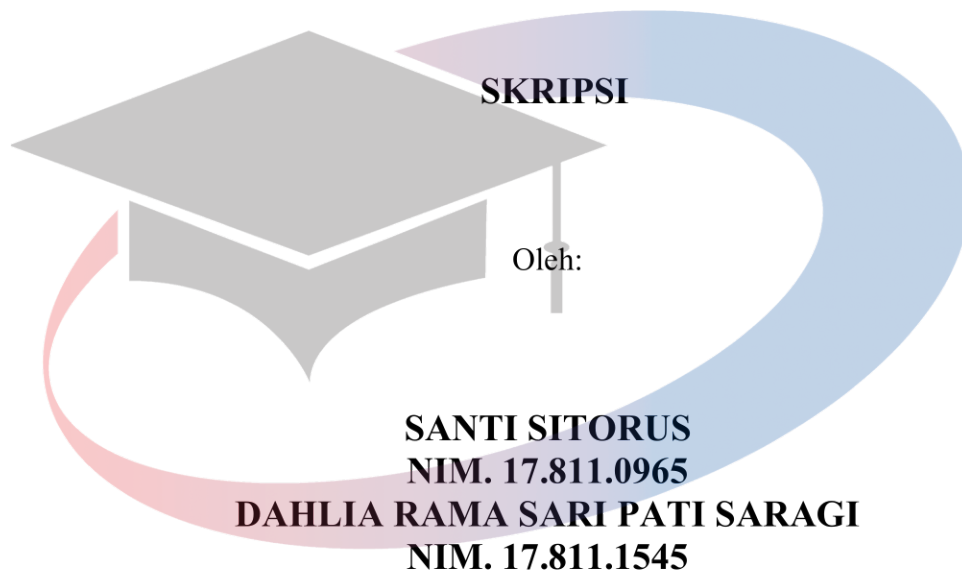 SKRIPSI
Oleh:
SANTI SITORUS
NIM. 17.811.0965
DAHLIA RAMA SARI PATI SARAGI
NIM. 17.811.1545